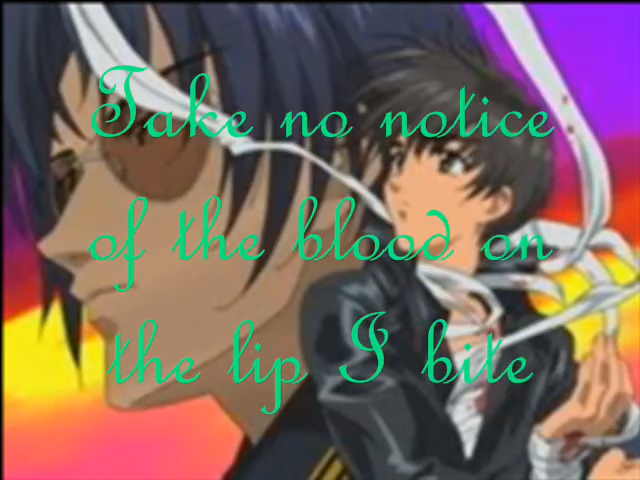 Take no notice
of the blood on
the lip I bite